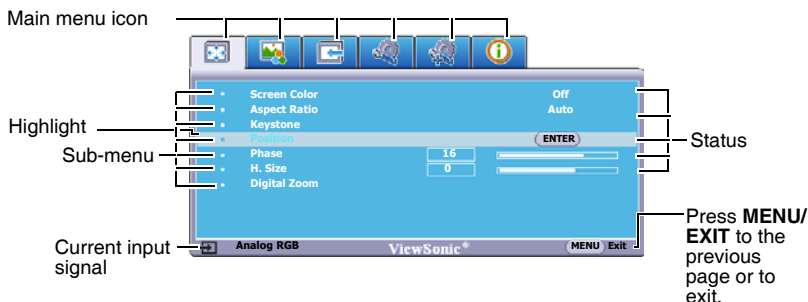 Main menu icon
Screen Color Off
Aspect Ratio Auto
Keystone
Highlight
Position ENTER
Status
Sub-menu
Phase 16
H. Size 0
Digital Zoom
Current input
signal
Analog RGB ViewSonic® MENU Exit
Press MENU/
EXIT to the
previous
page or to
exit.